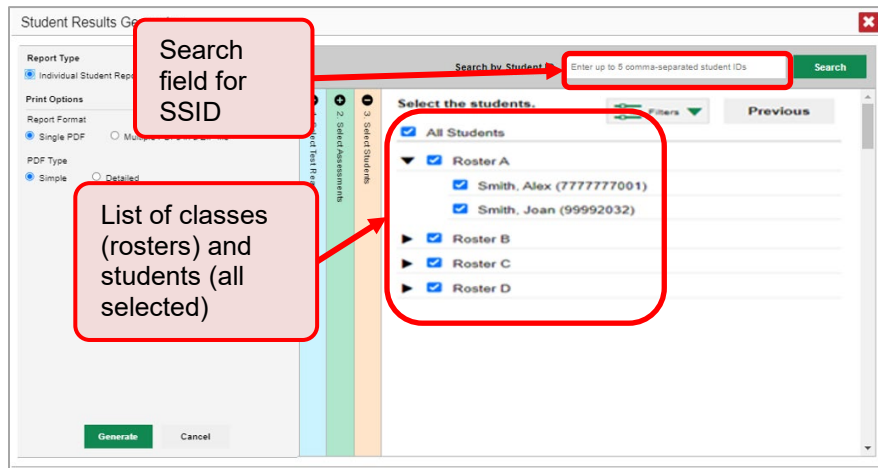 Student Results Ge
Report Type
Individual Student Repo
Print Options
Report Format
Single PDF
PDF Type
Simple
Detailed
Search
field for
SSID
List of classes
(rosters) and
students (all
selected)
Generate
Cancel
Search by Student
Enter up to 5 comma-separated student IDs
Search
Select Test Rea
2. Select Assessments
3. Select Students
Select the students.
Filters
Previous
All Students
Roster A
Smith, Alex (7777777001)
Smith, Joan (99992032)
Roster B
Roster C
Roster D